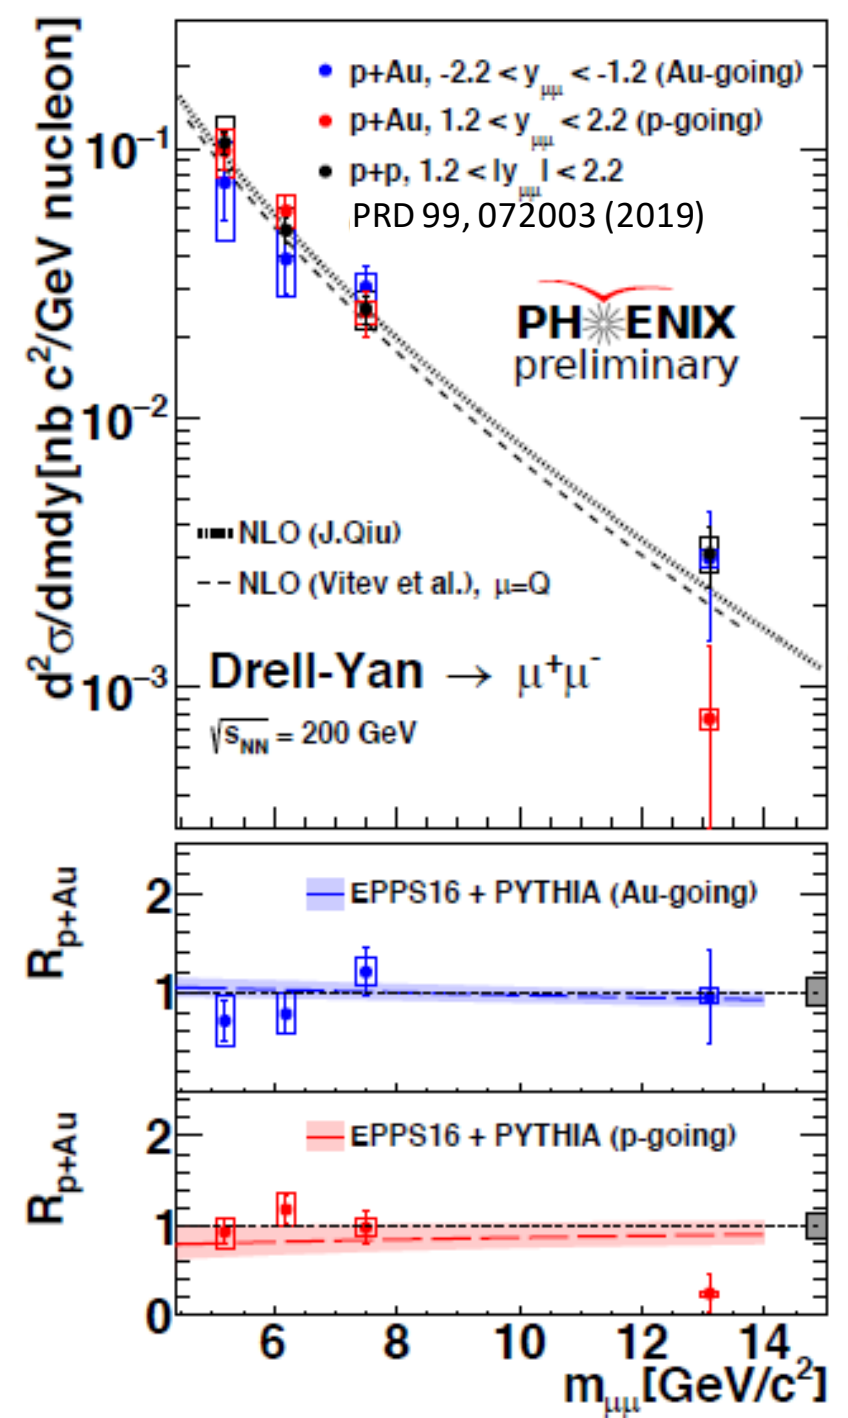 d²σ/dmdy[nb c²/GeV nucleon]
p+Au, -2.2 < yμμ < -1.2 (Au-going)
p+Au, 1.2 < yμμ < 2.2 (p-going)
p+p, 1.2 < |yμμ| < 2.2
PRD 99, 072003 (2019)
PHENIX
preliminary
10⁻¹
10⁻²
10⁻³
NLO (J.Qiu)
NLO (Vitev et al.), μ=Q
Drell-Yan → μ⁺μ⁻
√sNN = 200 GeV
Rp+Au
2
1
EPPS16 + PYTHIA (Au-going)
Rp+Au
2
1
0
EPPS16 + PYTHIA (p-going)
6 8 10 12 14
mμμ[GeV/c²]